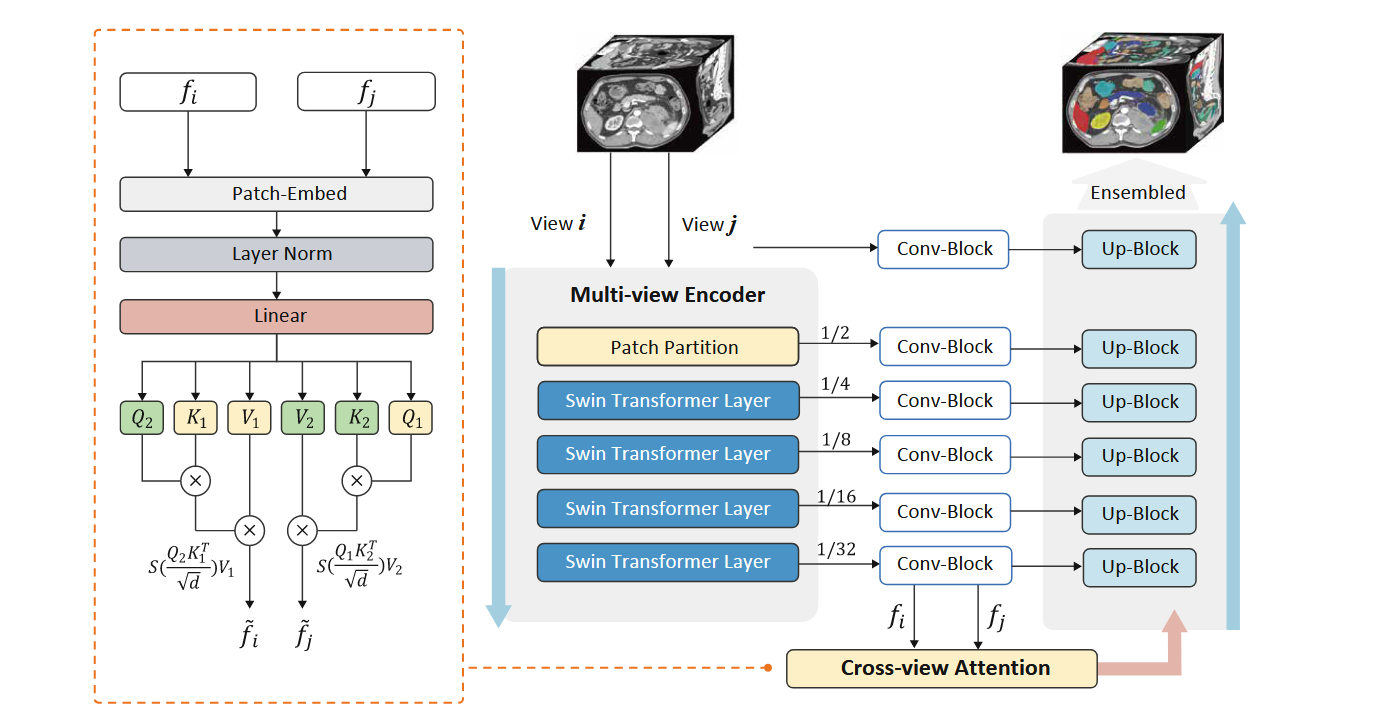 f_i
f_j
Patch-Embed
Layer Norm
Linear
Q_2 K_1 V_1 V_2 K_2 Q_1
× ×
× ×
S(\frac{Q_2K_1^T}{\sqrt{d}})V_1
S(\frac{Q_1K_2^T}{\sqrt{d}})V_2
\tilde{f}_i \tilde{f}_j
View i
View j
Multi-view Encoder
Patch Partition
Swin Transformer Layer
Swin Transformer Layer
Swin Transformer Layer
Swin Transformer Layer
1/2
1/4
1/8
1/16
1/32
Conv-Block
Conv-Block
Conv-Block
Conv-Block
Conv-Block
Conv-Block
f_i
f_j
Cross-view Attention
Ensembled
Up-Block
Up-Block
Up-Block
Up-Block
Up-Block
Up-Block